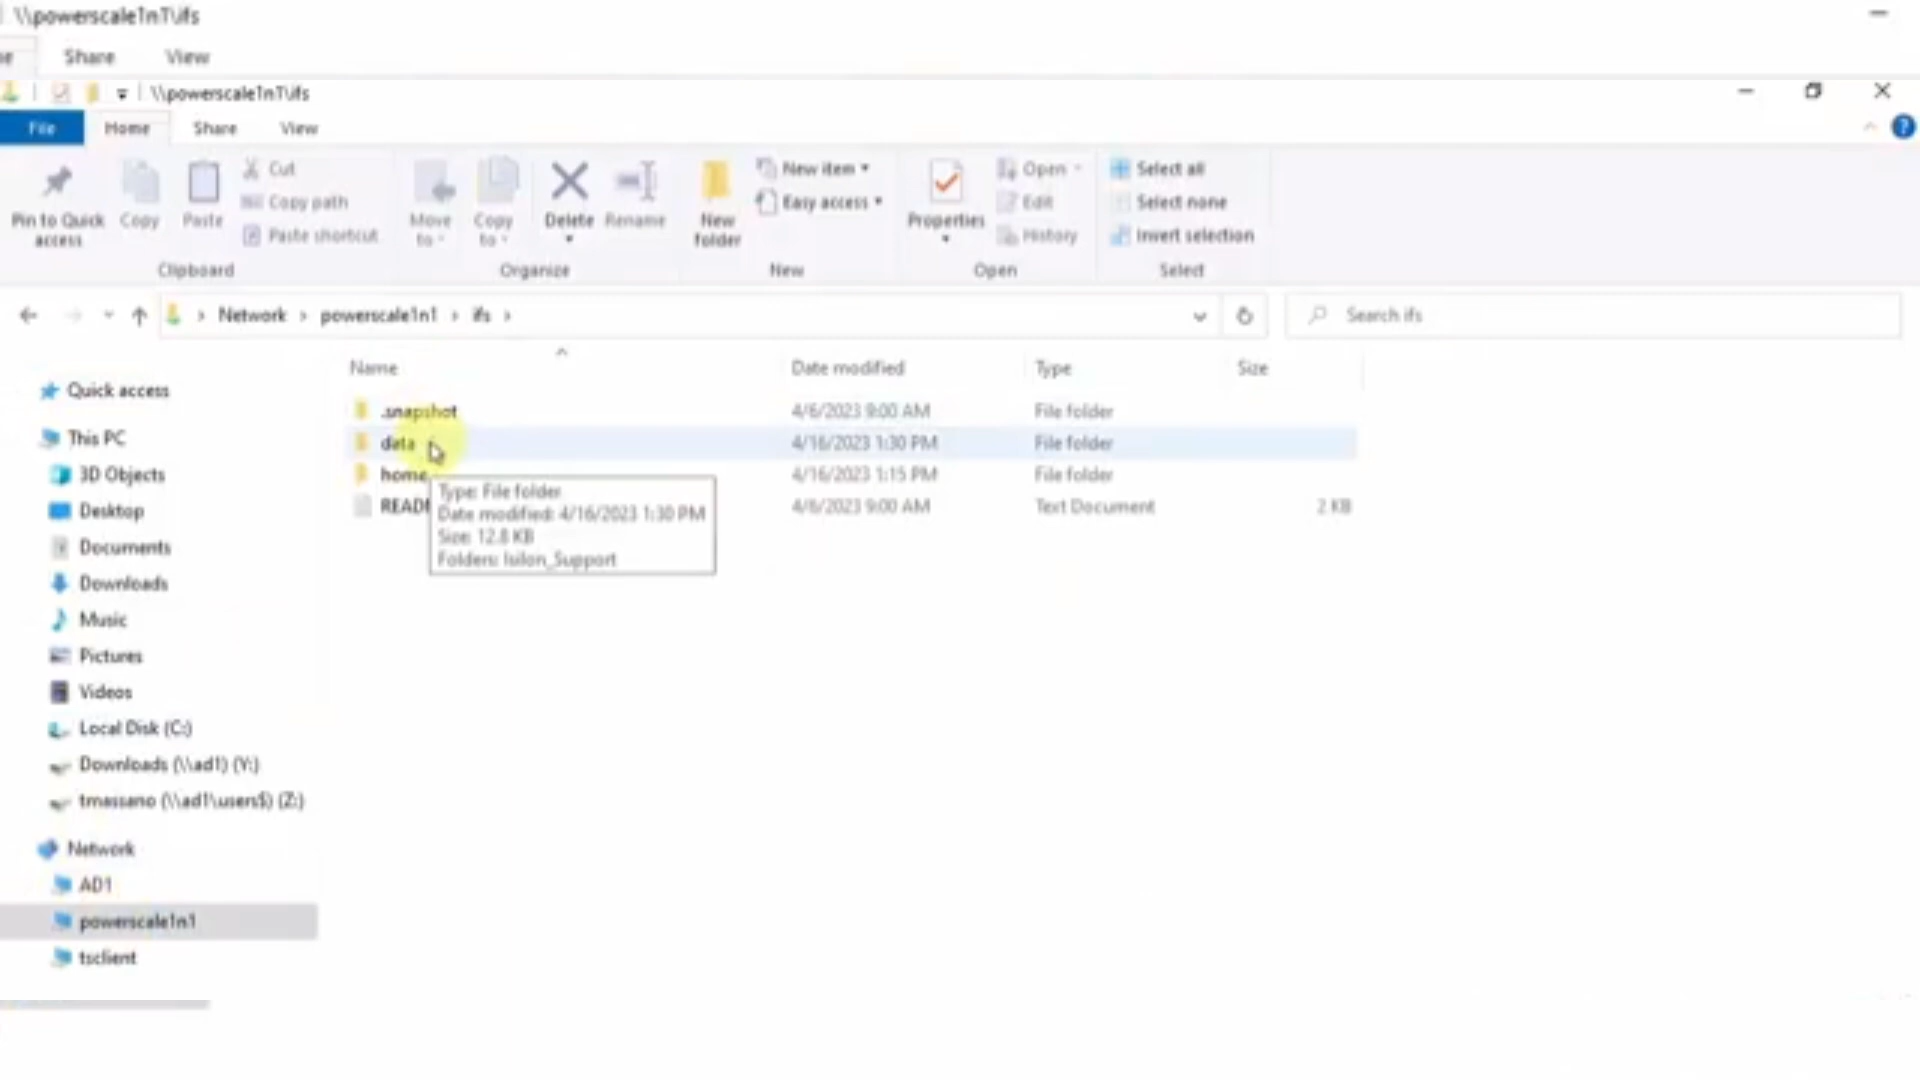 \\powerscale1n1\ifs
Share View
\\powerscale1n1\ifs
File Home Share View
Pin to Quick access
Copy
Paste
Cut
Copy path
Paste shortcut
Clipboard
Move to
Copy to
Delete
Rename
Organize
New folder
New item
Easy access
New
Properties
Open
Edit
History
Open
Select all
Select none
Invert selection
Select
Network > powerscale1n1 > ifs >
Search ifs
Name Date modified Type Size
.snapshot 4/6/2023 9:00 AM File folder
data 4/16/2023 1:30 PM File folder
home 4/16/2023 1:15 PM File folder
READ 4/6/2023 9:00 AM Text Document 2 KB
Type: File folder
Date modified: 4/16/2023 1:30 PM
Size: 12.8 KB
Folders: Isilon_Support
Quick access
This PC
3D Objects
Desktop
Documents
Downloads
Music
Pictures
Videos
Local Disk (C:)
Downloads (\\ad1) (Y:)
tmassano (\\ad1\users$) (Z:)
Network
AD1
powerscale1n1
tsclient